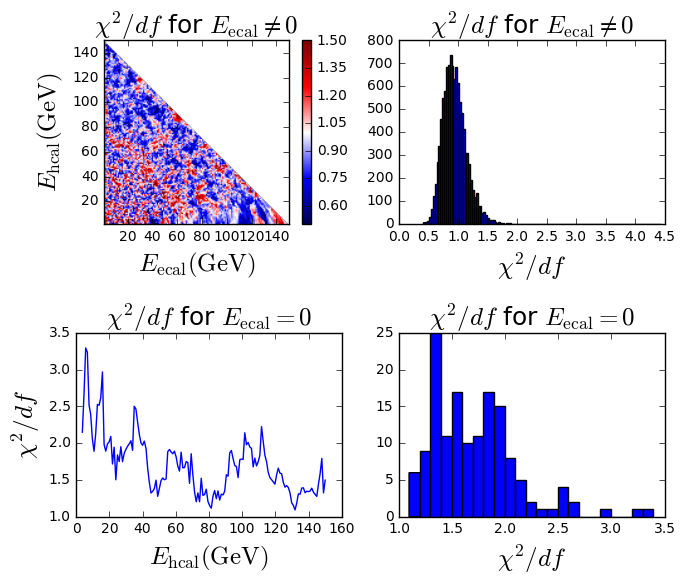 χ²/df for E_ecal ≠ 0
E_hcal(GeV)
140
120
100
80
60
40
20
20 40 60 80 100 120 140
E_ecal(GeV)
1.50
1.35
1.20
1.05
0.90
0.75
0.60
χ²/df for E_ecal ≠ 0
800
700
600
500
400
300
200
100
0
0.0 0.5 1.0 1.5 2.0 2.5 3.0 3.5 4.0 4.5
χ²/df
χ²/df for E_ecal = 0
χ²/df
3.5
3.0
2.5
2.0
1.5
1.0
0 20 40 60 80 100 120 140 160
E_hcal(GeV)
χ²/df for E_ecal = 0
25
20
15
10
5
0
1.0 1.5 2.0 2.5 3.0 3.5
χ²/df